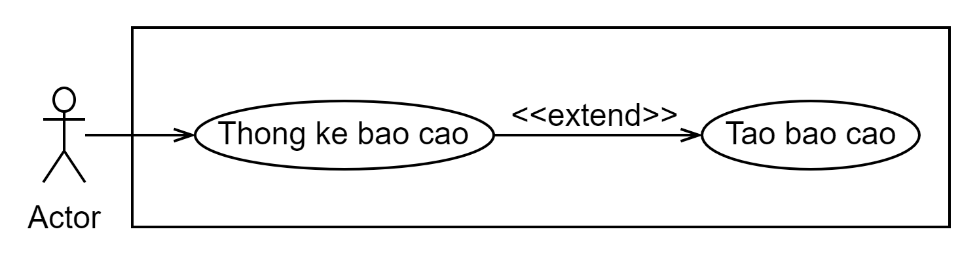 <<extend>>
Thong ke bao cao
Tao bao cao
Actor